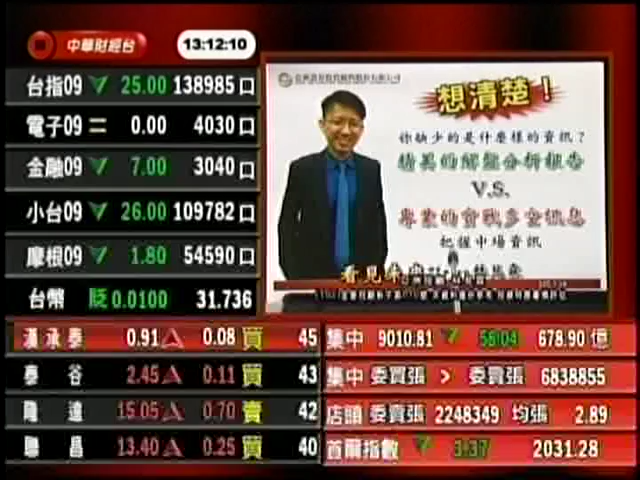 中華財經台 13:12:10
台指09 25.00 138985口
電子09 = 0.00 4030口
金融09 7.00 3040口
小台09 26.00 109782口
摩根09 1.80 54590口
台幣 貶0.0100 31.736
想清楚！
你缺少的是什麼樣的資訊？
精美的解盤分析報告
V.S.
專業的實戰多空訊息
把握中場資訊
看見
漢承泰 0.91 0.08 買 45
泰谷 2.45 0.11 買 43
隆達 15.05 0.70 賣 42
聯昌 13.40 0.25 買 40
集中 9010.81 56.04 678.90 億
集中 委買張 > 委賣張 6838855
店頭 委賣張 2248349 均張 2.89
首爾指數 3.37 2031.28